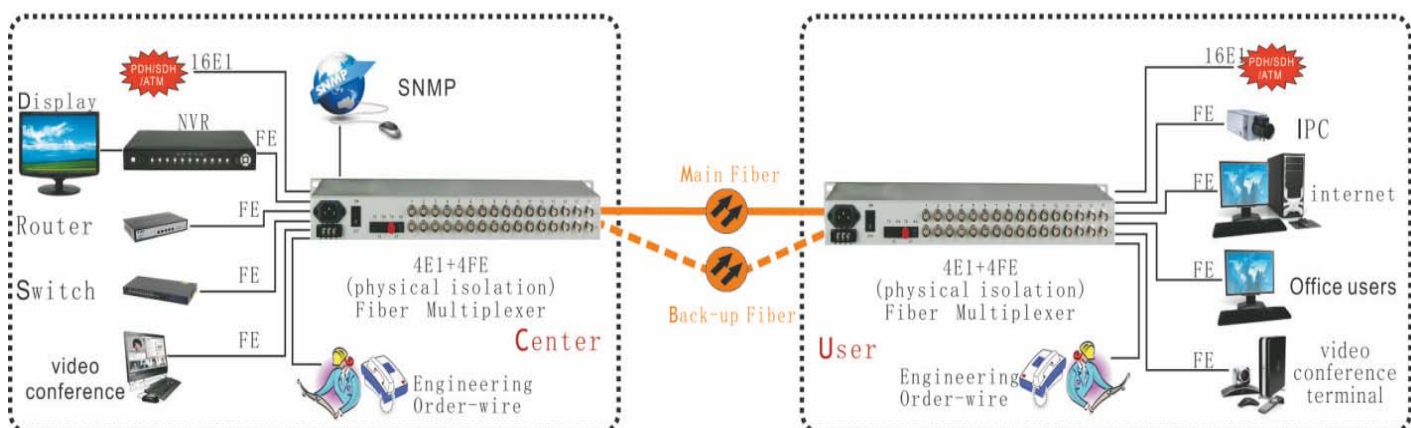 PDH/SDH
/ATM
16E1
SNMP
SNMP
Display
NVR
FE
Router
FE
Switch
FE
video
conference
FE
4E1+4FE
(physical isolation)
Fiber Multiplexer
Center
Engineering
Order-wire
Main Fiber
Back-up Fiber
16E1
PDH/SDH
/ATM
FE
IPC
FE
internet
FE
Office users
4E1+4FE
(physical isolation)
Fiber Multiplexer
User
Engineering
Order-wire
FE
video
conference
terminal